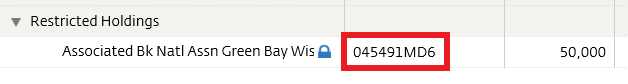 Restricted Holdings
Associated Bk Natl Assn Green Bay Wis 045491MD6 50,000